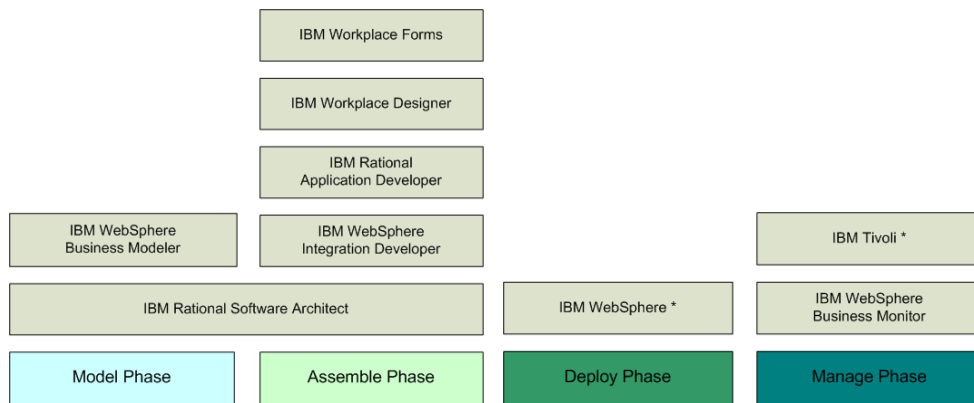 IBM Workplace Forms
IBM Workplace Designer
IBM Rational
Application Developer
IBM WebSphere
Business Modeler
IBM WebSphere
Integration Developer
IBM Tivoli *
IBM Rational Software Architect
IBM WebSphere *
IBM WebSphere
Business Monitor
Model Phase
Assemble Phase
Deploy Phase
Manage Phase